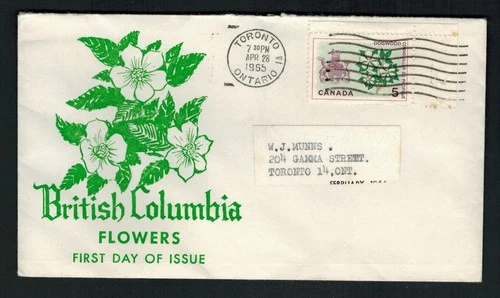 TORONTO
7 30 PM
APR 28
1965
ONTARIO
1A
DOGWOOD
CANADA 5
W.J.MUNNS .
204 GAMMA STREET.
TORONTO 14,ONT.
British Columbia
FLOWERS
FIRST DAY OF ISSUE